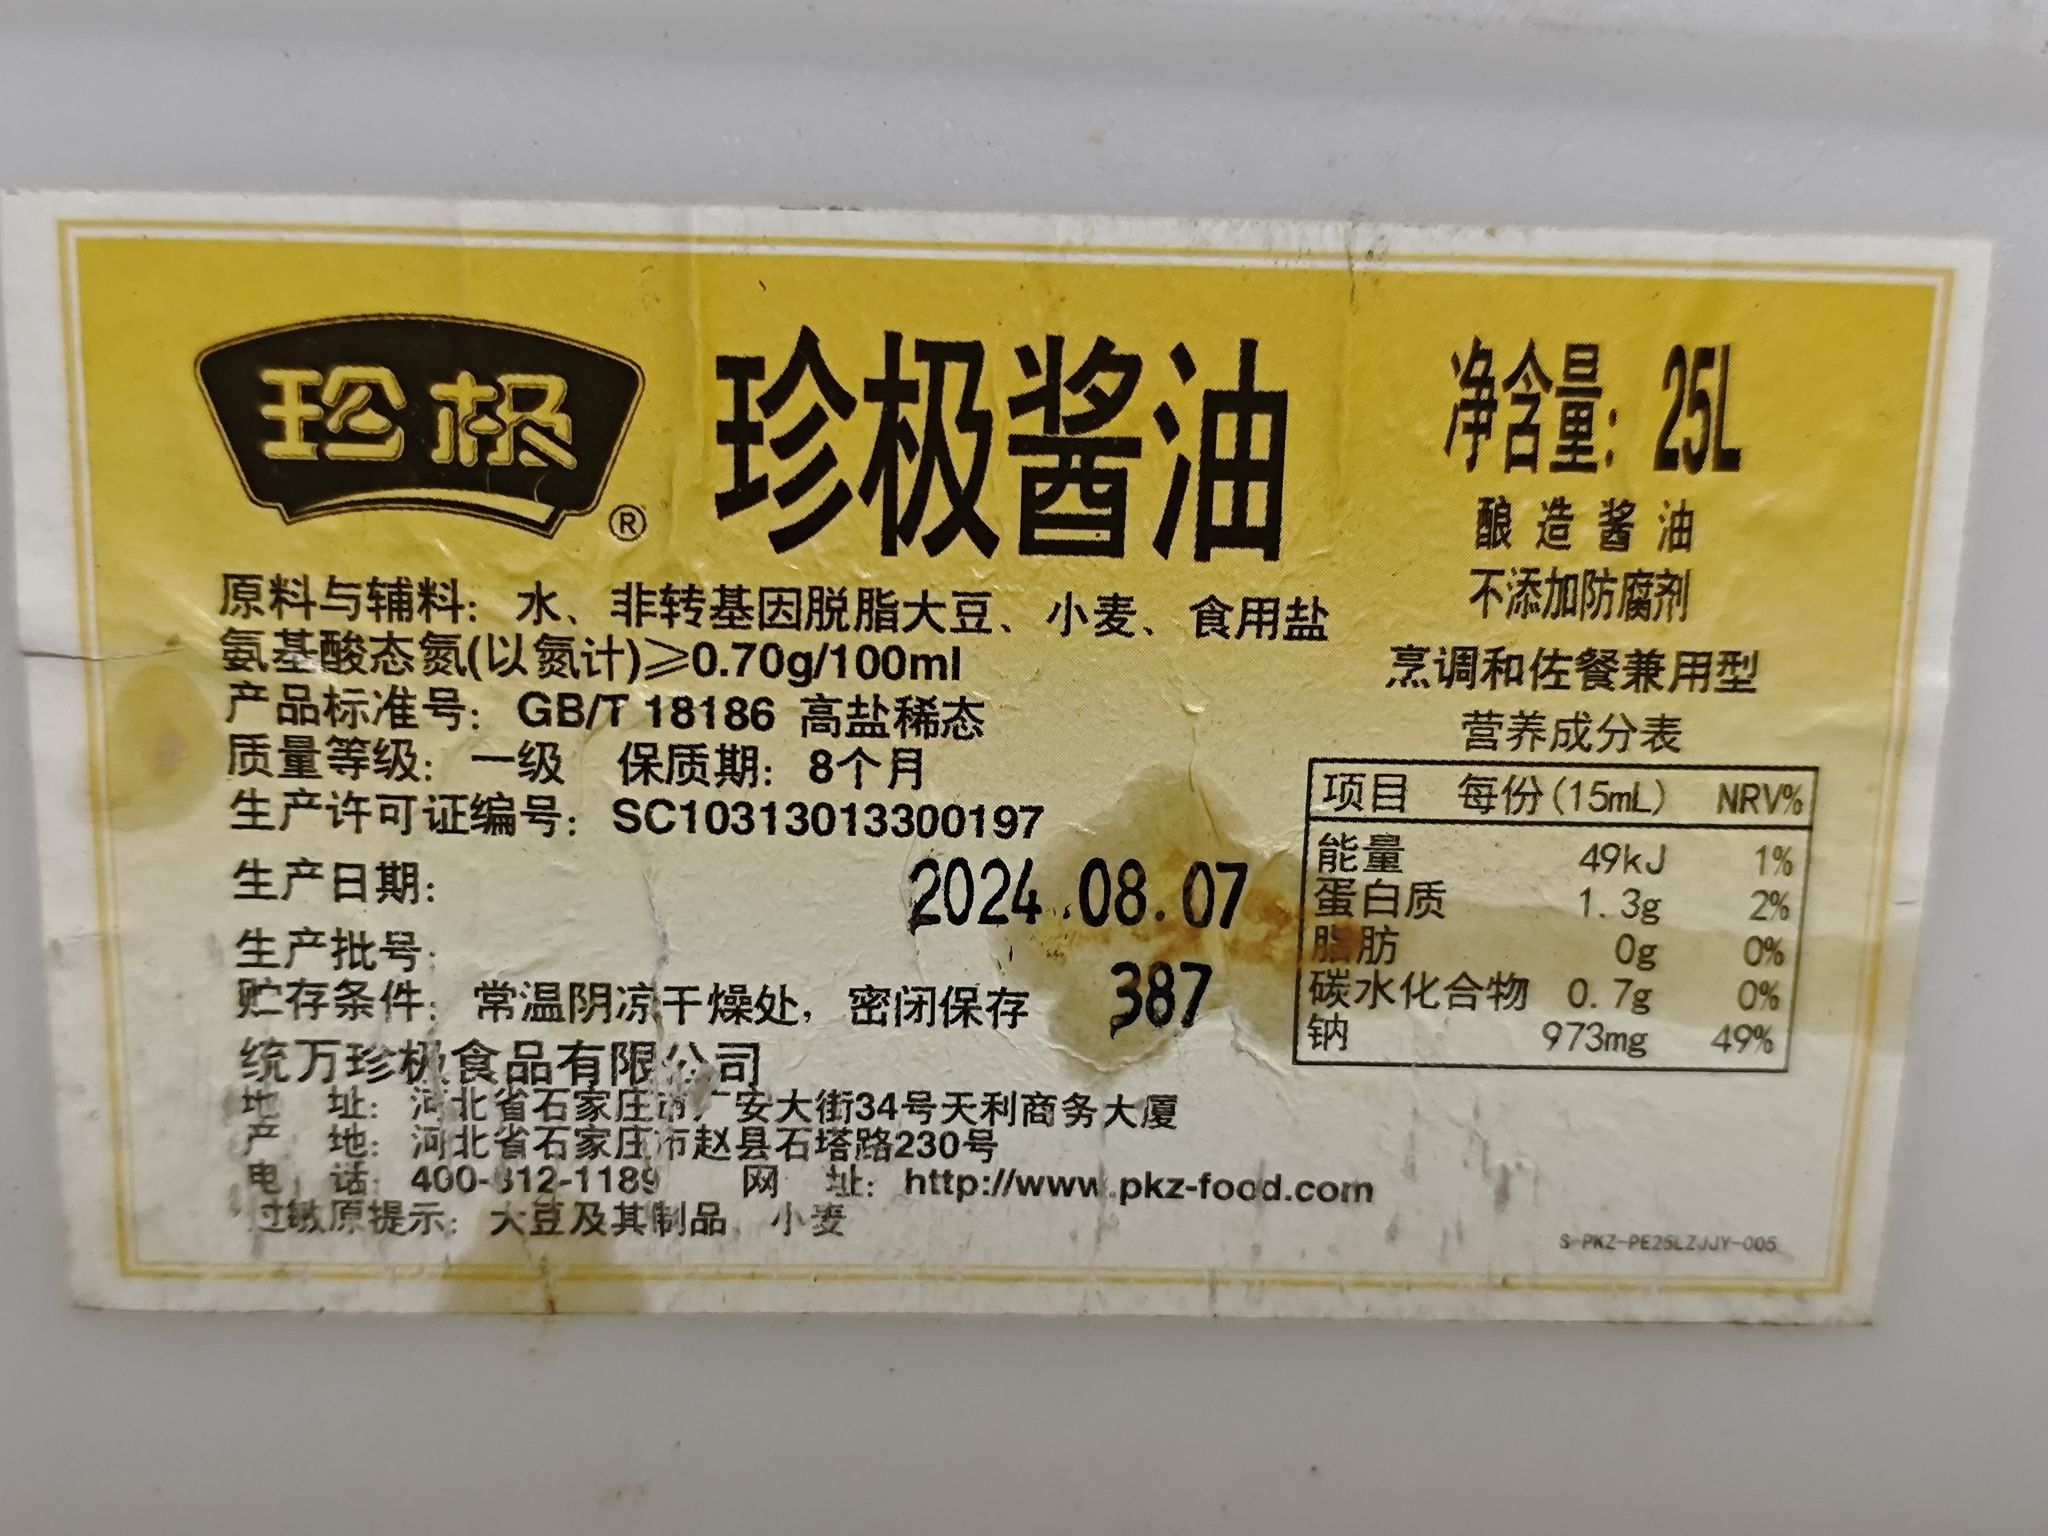 珍极
®
珍极酱油
净含量：25L
酿造酱油
不添加防腐剂
烹调和佐餐兼用型
原料与辅料：水、非转基因脱脂大豆、小麦、食用盐
氨基酸态氮(以氮计)≥0.70g/100ml
产品标准号：GB/T 18186 高盐稀态
质量等级：一级 保质期：8个月
生产许可证编号：SC10313013300197
生产日期：2024.08.07
生产批号：387
贮存条件：常温阴凉干燥处，密闭保存
统万珍极食品有限公司
地 址：河北省石家庄市广安大街34号天利商务大厦
产 地：河北省石家庄市赵县石塔路230号
电 话：400-812-1189 网 址：http://www.pkz-food.com
过敏原提示：大豆及其制品、小麦
营养成分表
项目 每份(15mL) NRV%
能量 49kJ 1%
蛋白质 1.3g 2%
脂肪 0g 0%
碳水化合物 0.7g 0%
钠 973mg 49%
S-PKZ-PE25LZJJY-005